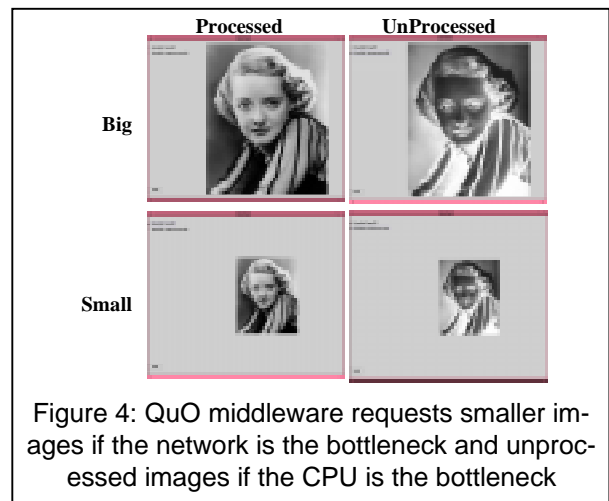 Processed UnProcessed
Big
Small
Figure 4: QuO middleware requests smaller im-
ages if the network is the bottleneck and unproc-
essed images if the CPU is the bottleneck